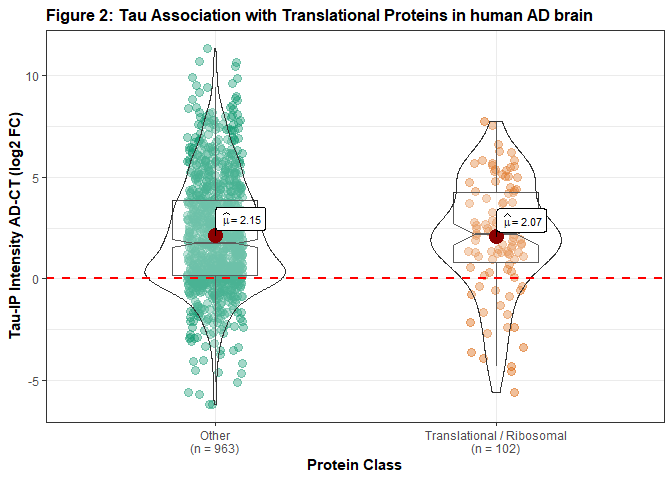 Figure 2: Tau Association with Translational Proteins in human AD brain
Tau-IP Intensity AD-CT (log2 FC)
10
5
0
-5
μ̂ = 2.15
μ̂ = 2.07
Other
(n = 963)
Translational / Ribosomal
(n = 102)
Protein Class